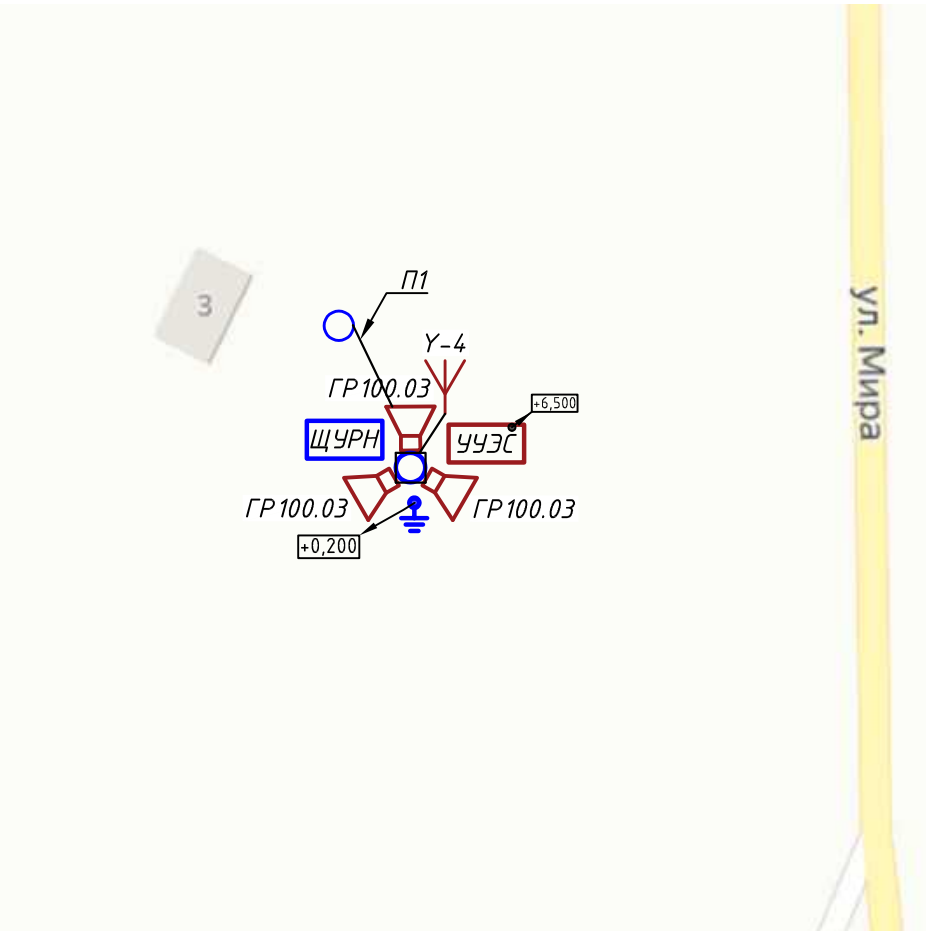 П1
3
Y-4
ГР100.03
+6,500
ЩУРН
УУЭС
ГР100.03
ГР100.03
+0,200
ул. Мира